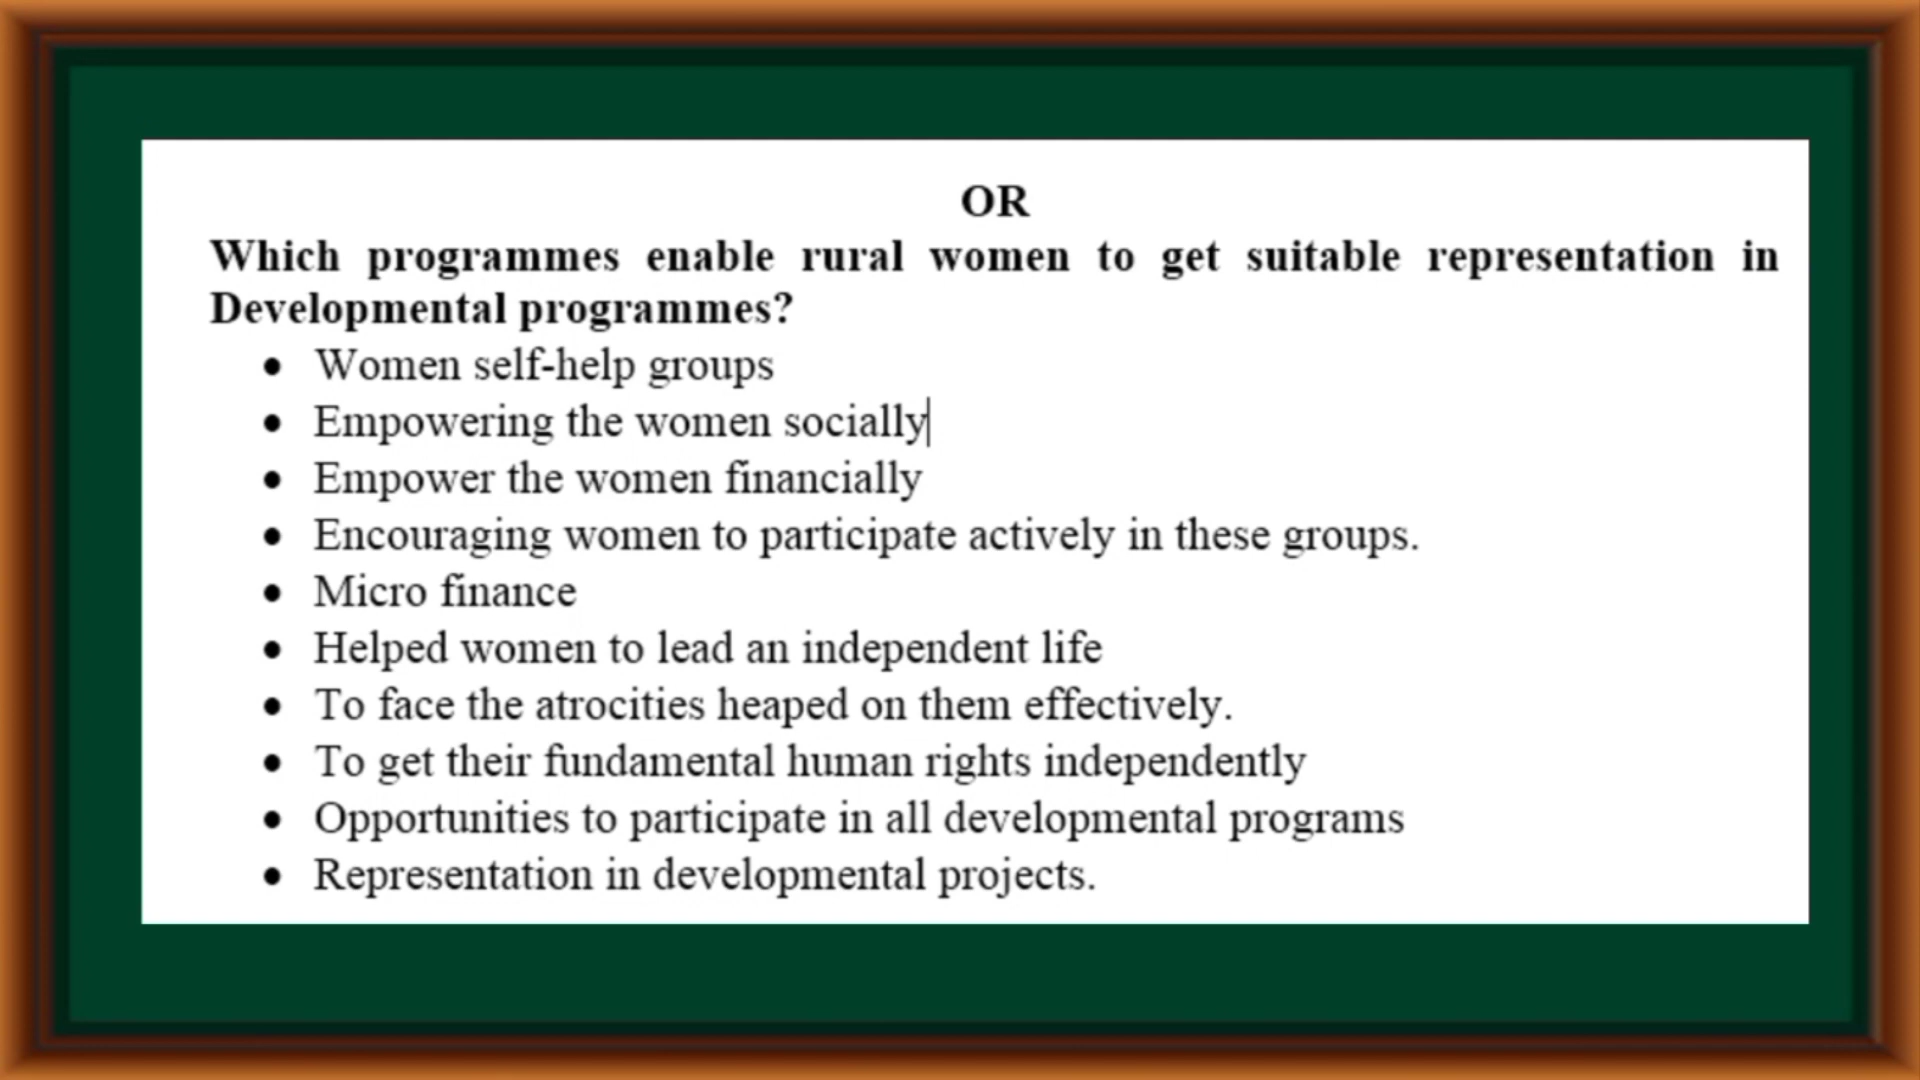 OR
Which programmes enable rural women to get suitable representation in
Developmental programmes?
• Women self-help groups
• Empowering the women socially
• Empower the women financially
• Encouraging women to participate actively in these groups.
• Micro finance
• Helped women to lead an independent life
• To face the atrocities heaped on them effectively.
• To get their fundamental human rights independently
• Opportunities to participate in all developmental programs
• Representation in developmental projects.